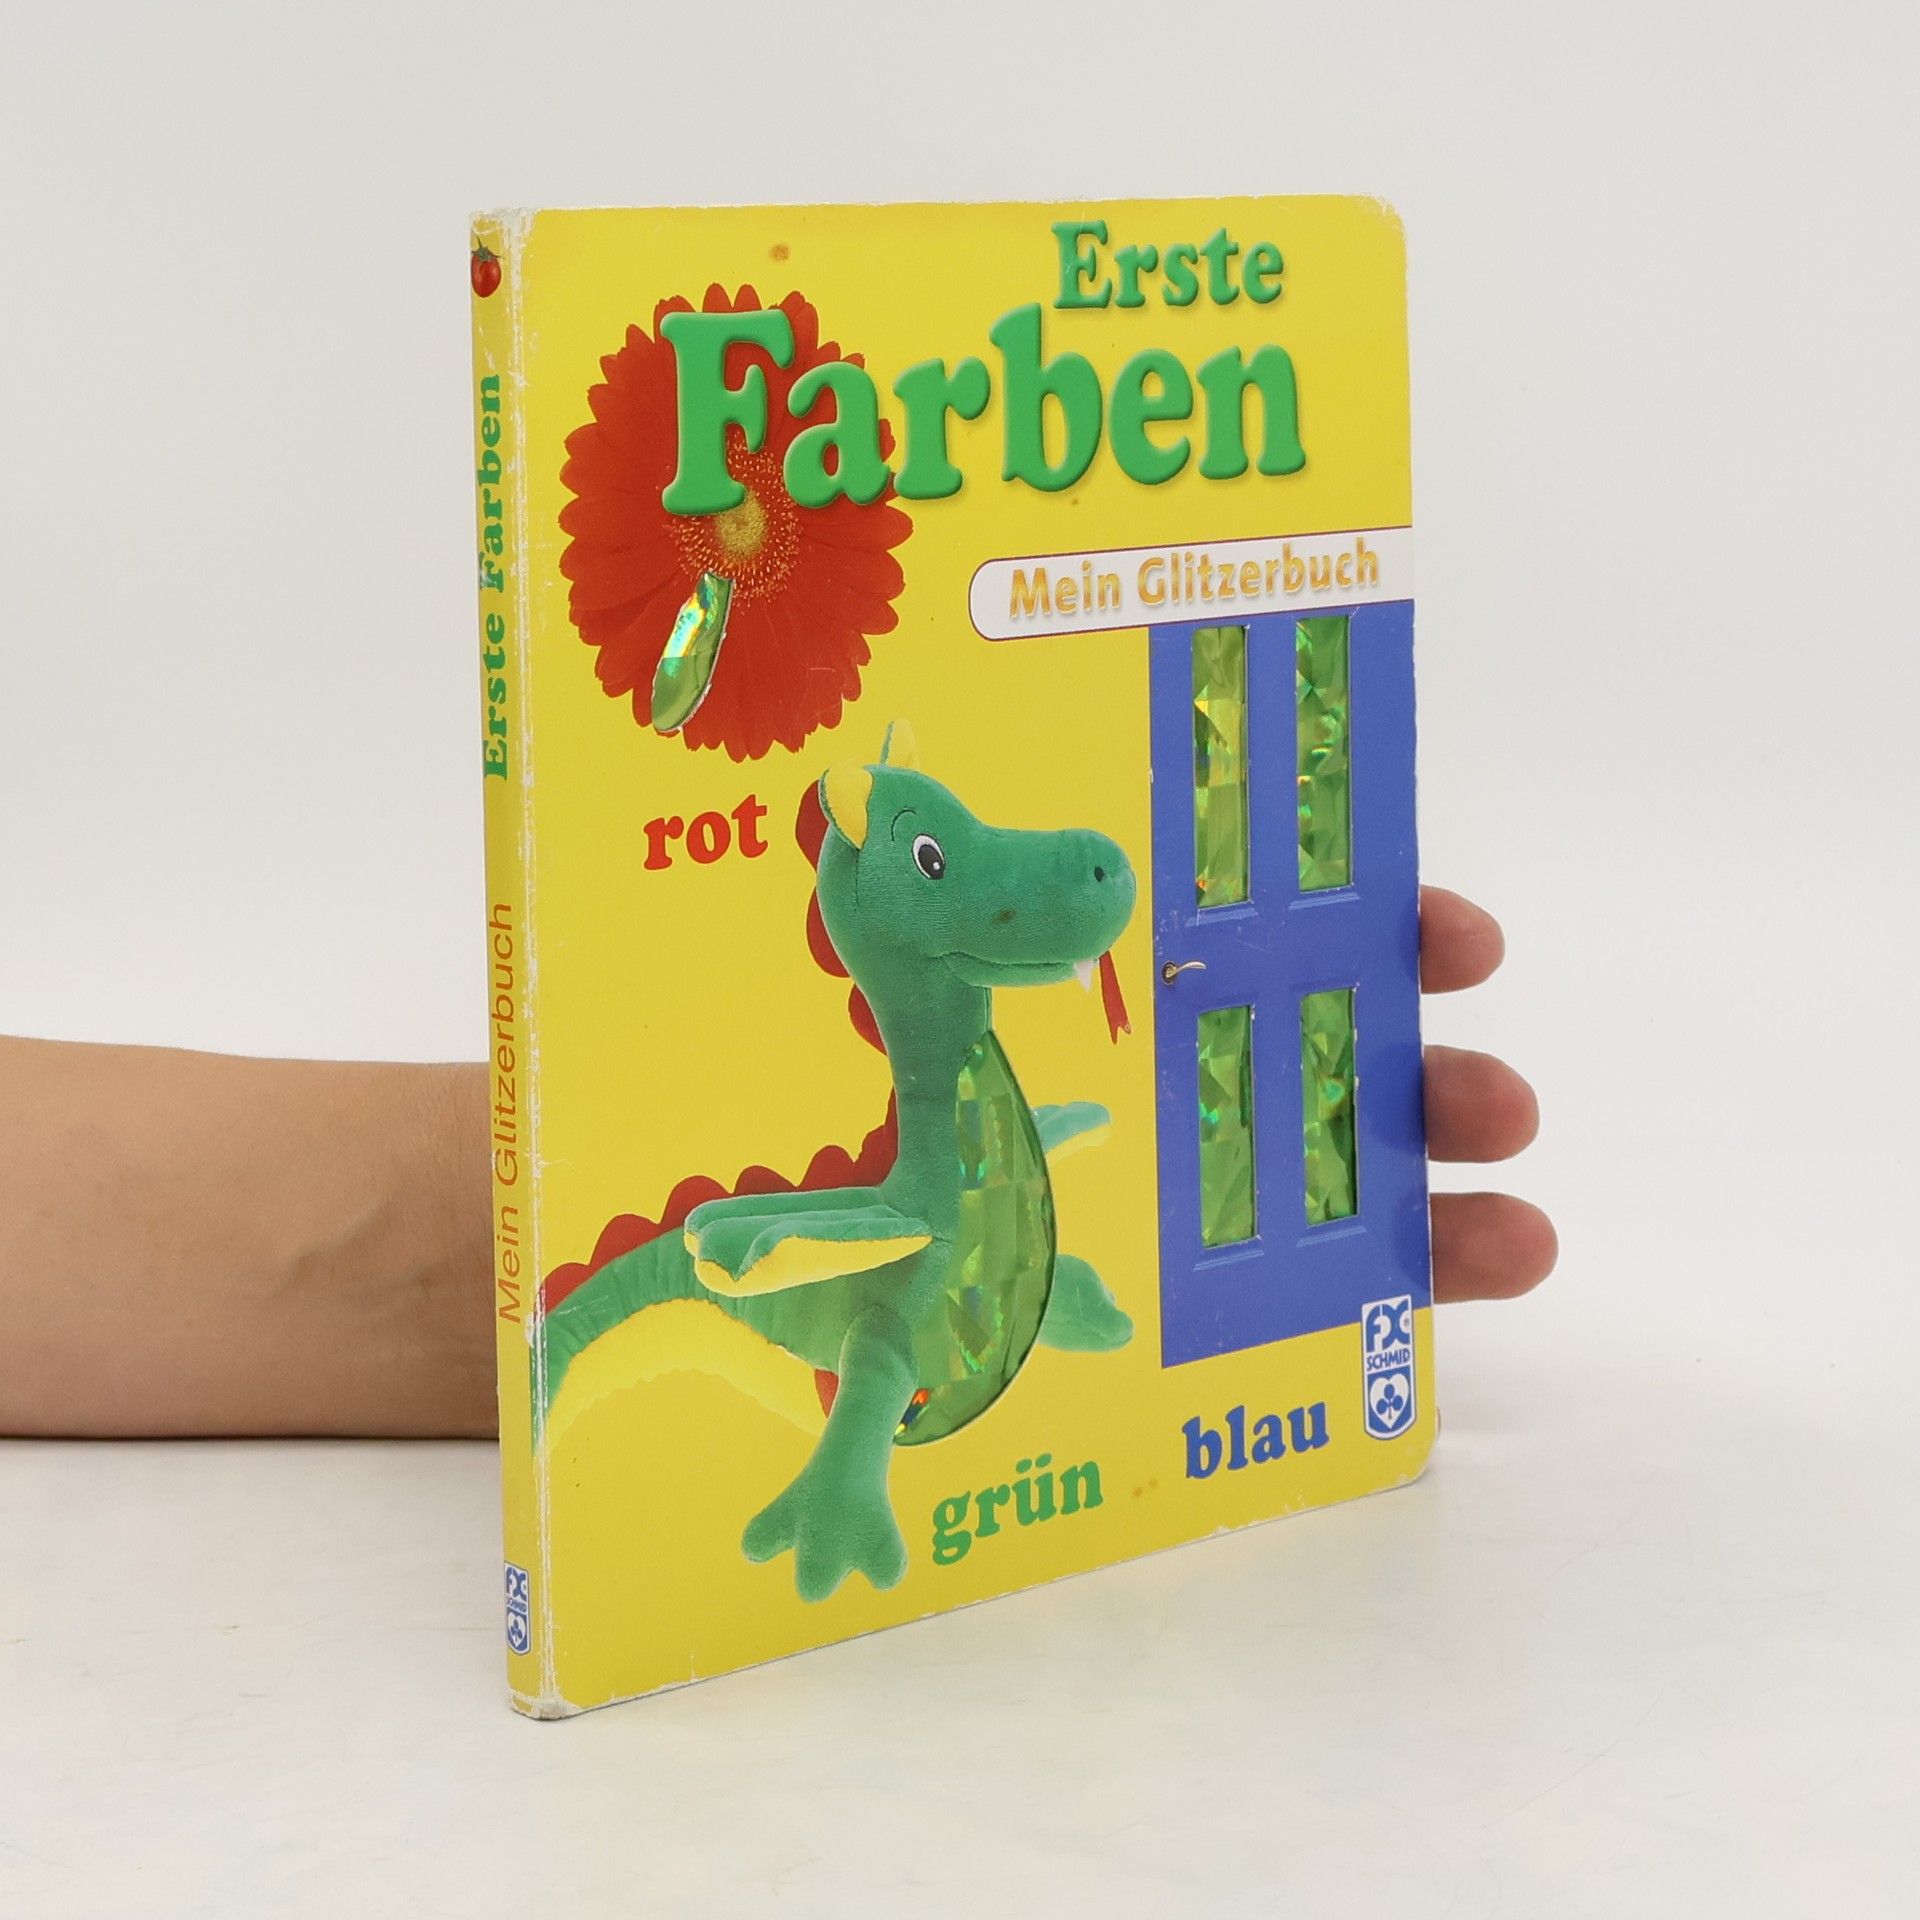 Erste
Farben
Mein Glitzerbuch
rot
grün
blau
FX®
SCHMID
Erste Farben
Mein Glitzerbuch
FX
SCHMID